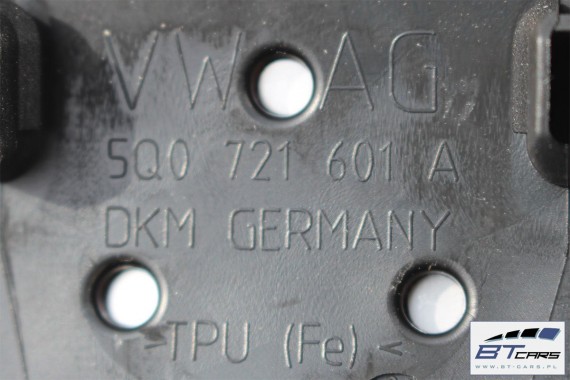 VW AG
5Q0 721 601 A
DKM GERMANY
>TPU (Fe)<
BTCARS
WWW.BT-CARS.PL